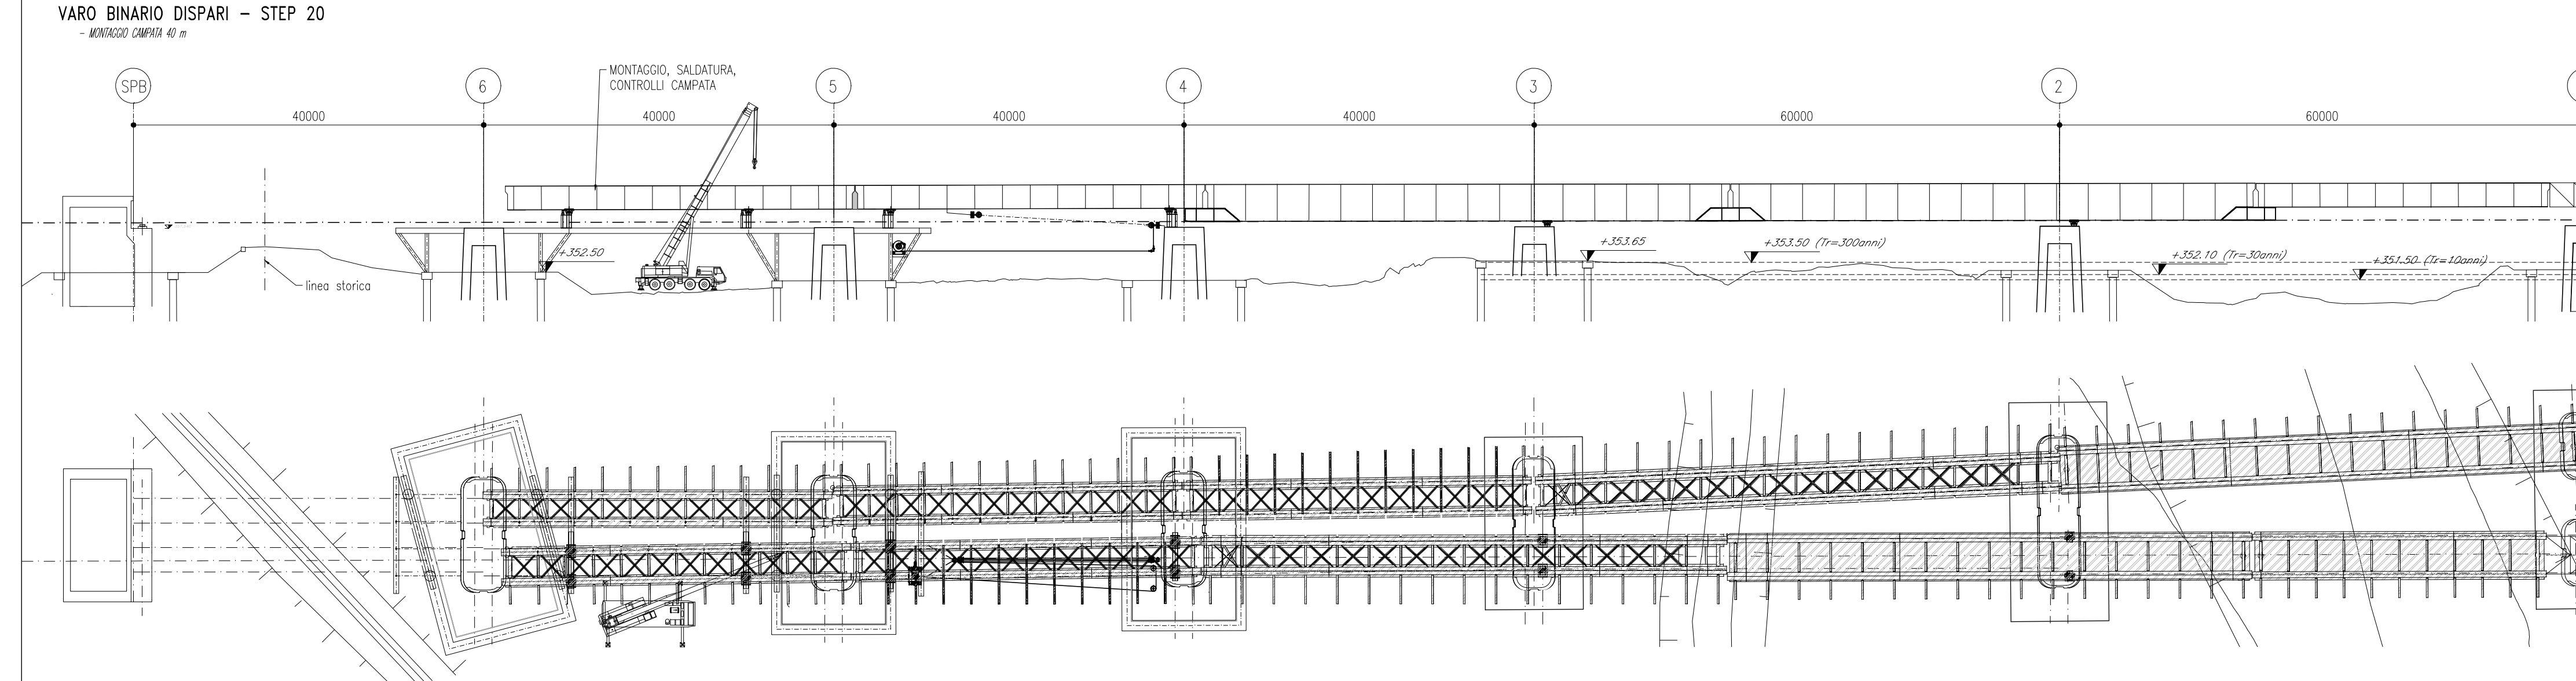 VARO BINARIO DISPARI - STEP 20
- MONTAGGIO CAMPATA 40 m
MONTAGGIO, SALDATURA,
CONTROLLI CAMPATA
SPB 6 5 4 3 2
40000 40000 40000 40000 60000 60000
+352.50
+353.65
+353.50 (Tr=300anni)
+352.10 (Tr=30anni)
+351.50 (Tr=10anni)
linea storica